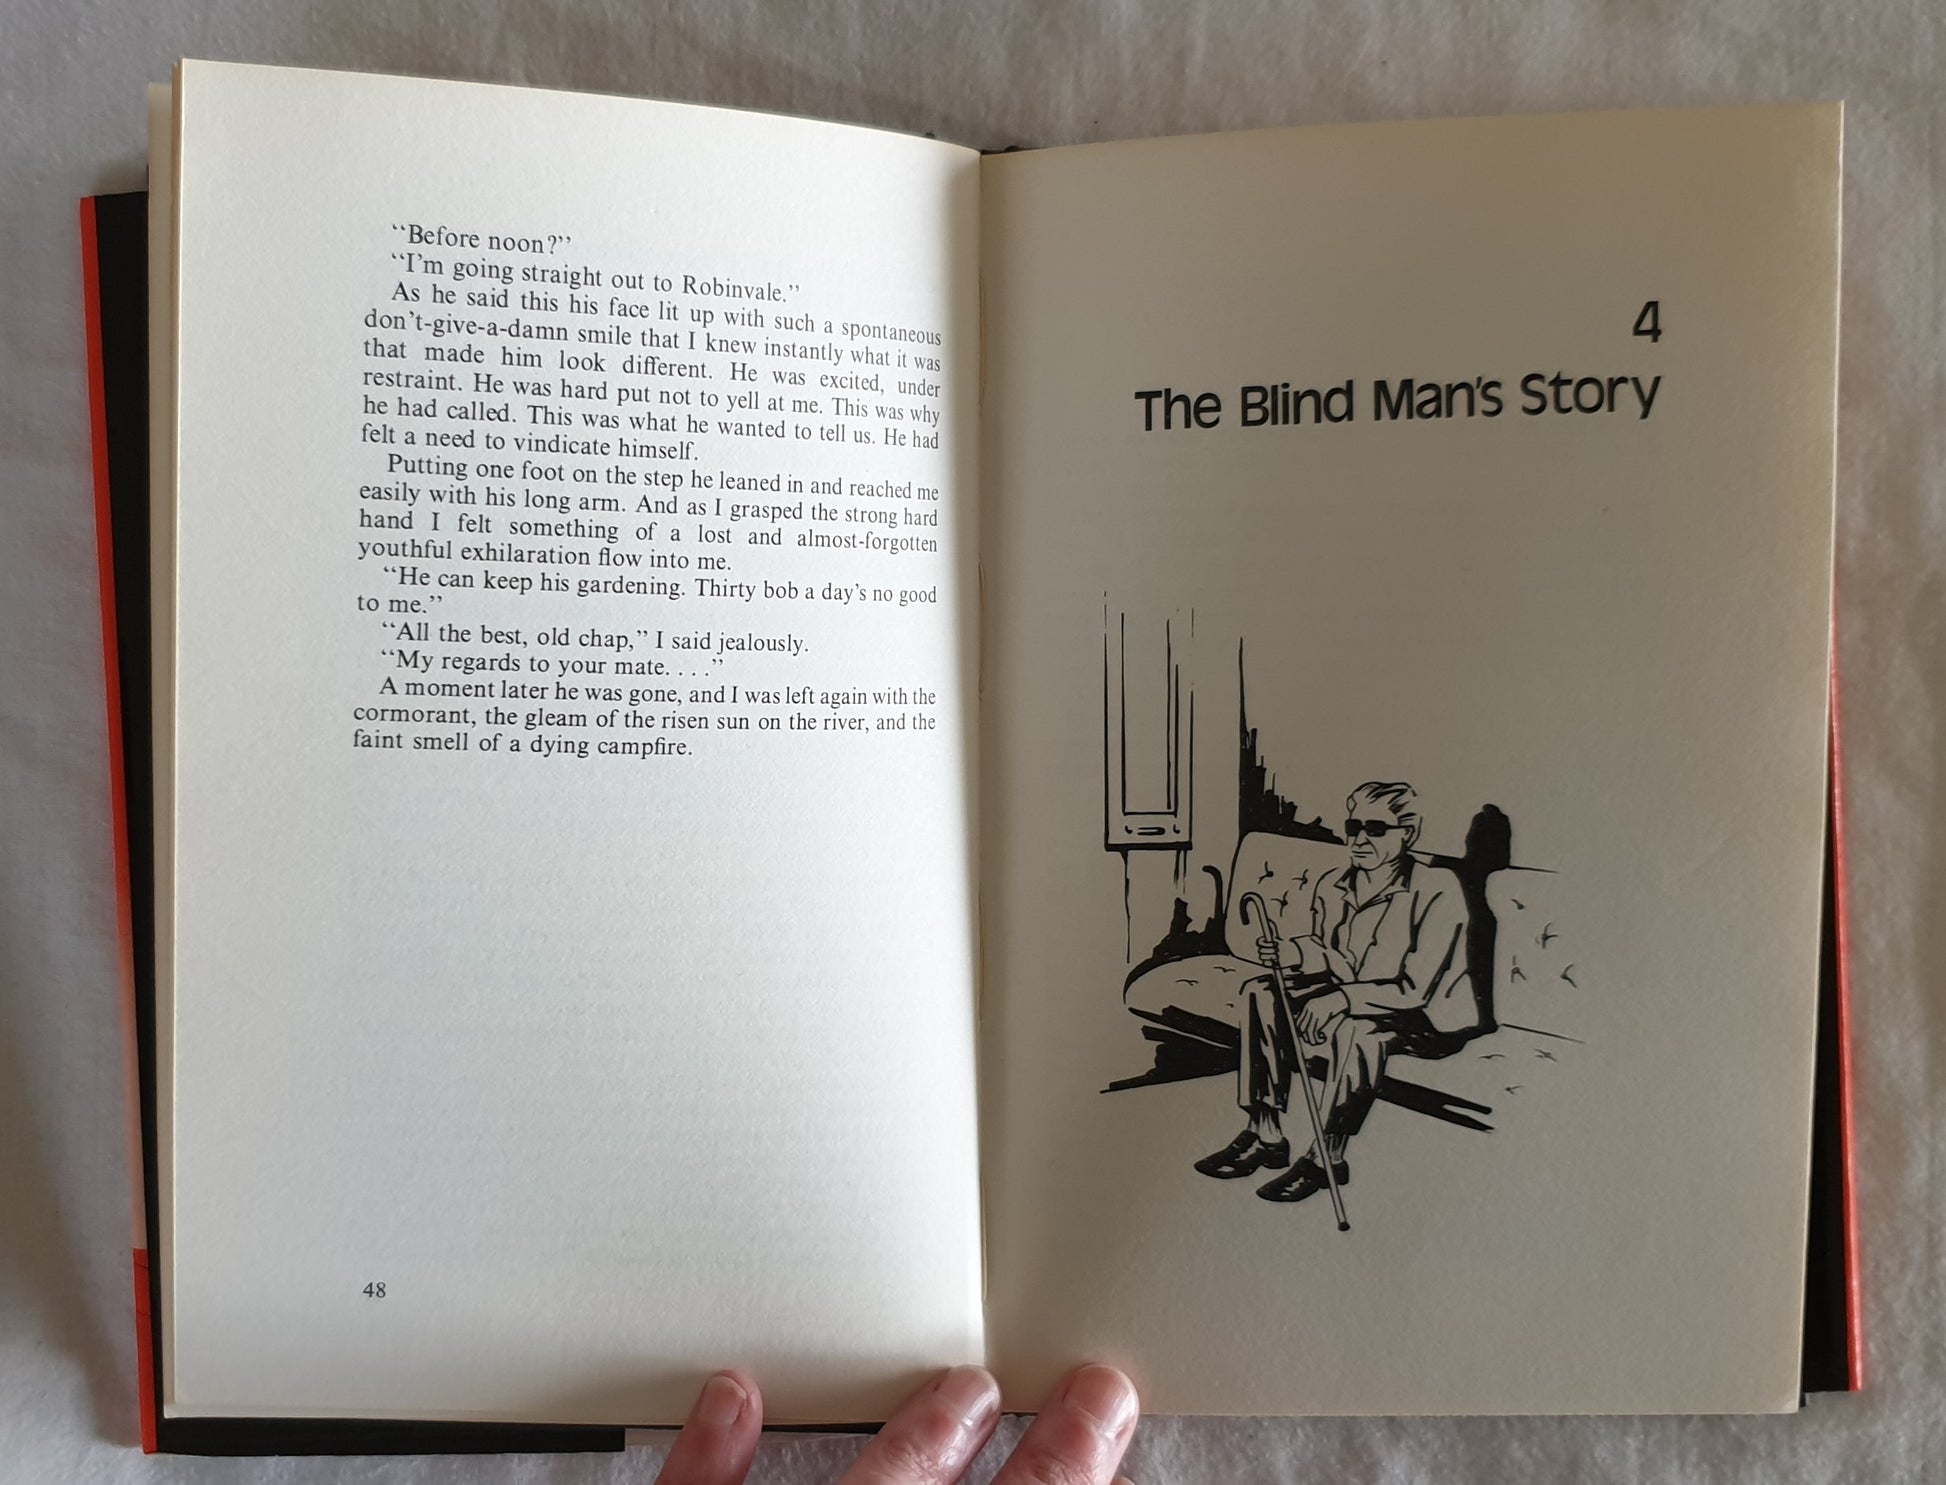 “Before noon?”
“I’m going straight out to Robinvale.”
As he said this his face lit up with such a spontaneous
don’t-give-a-damn smile that I knew instantly what it was
that made him look different. He was excited, under
restraint. He was hard put not to yell at me. This was why
he had called. This was what he wanted to tell us. He had
felt a need to vindicate himself.
Putting one foot on the step he leaned in and reached me
easily with his long arm. And as I grasped the strong hard
hand I felt something of a lost and almost-forgotten
youthful exhilaration flow into me.
“He can keep his gardening. Thirty bob a day’s no good
to me.”
“All the best, old chap,” I said jealously.
“My regards to your mate. . . .”
A moment later he was gone, and I was left again with the
cormorant, the gleam of the risen sun on the river, and the
faint smell of a dying campfire.
48
4
The Blind Man’s Story